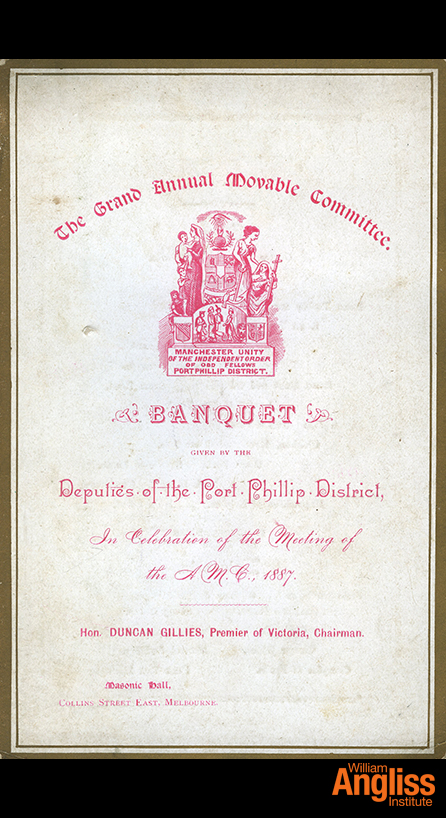 The Grand Annual Movable Committee.
MANCHESTER UNITY
OF THE INDEPENDENT ORDER
OF ODD FELLOWS
PORT PHILLIP DISTRICT.
BANQUET
GIVEN BY THE
Deputies·of·the·Port·Phillip·District,
In Celebration of the Meeting of
the A.M.C., 1887.
Hon. DUNCAN GILLIES, Premier of Victoria, Chairman.
Masonic Hall,
COLLINS STREET EAST, MELBOURNE.
William
Angliss
Institute